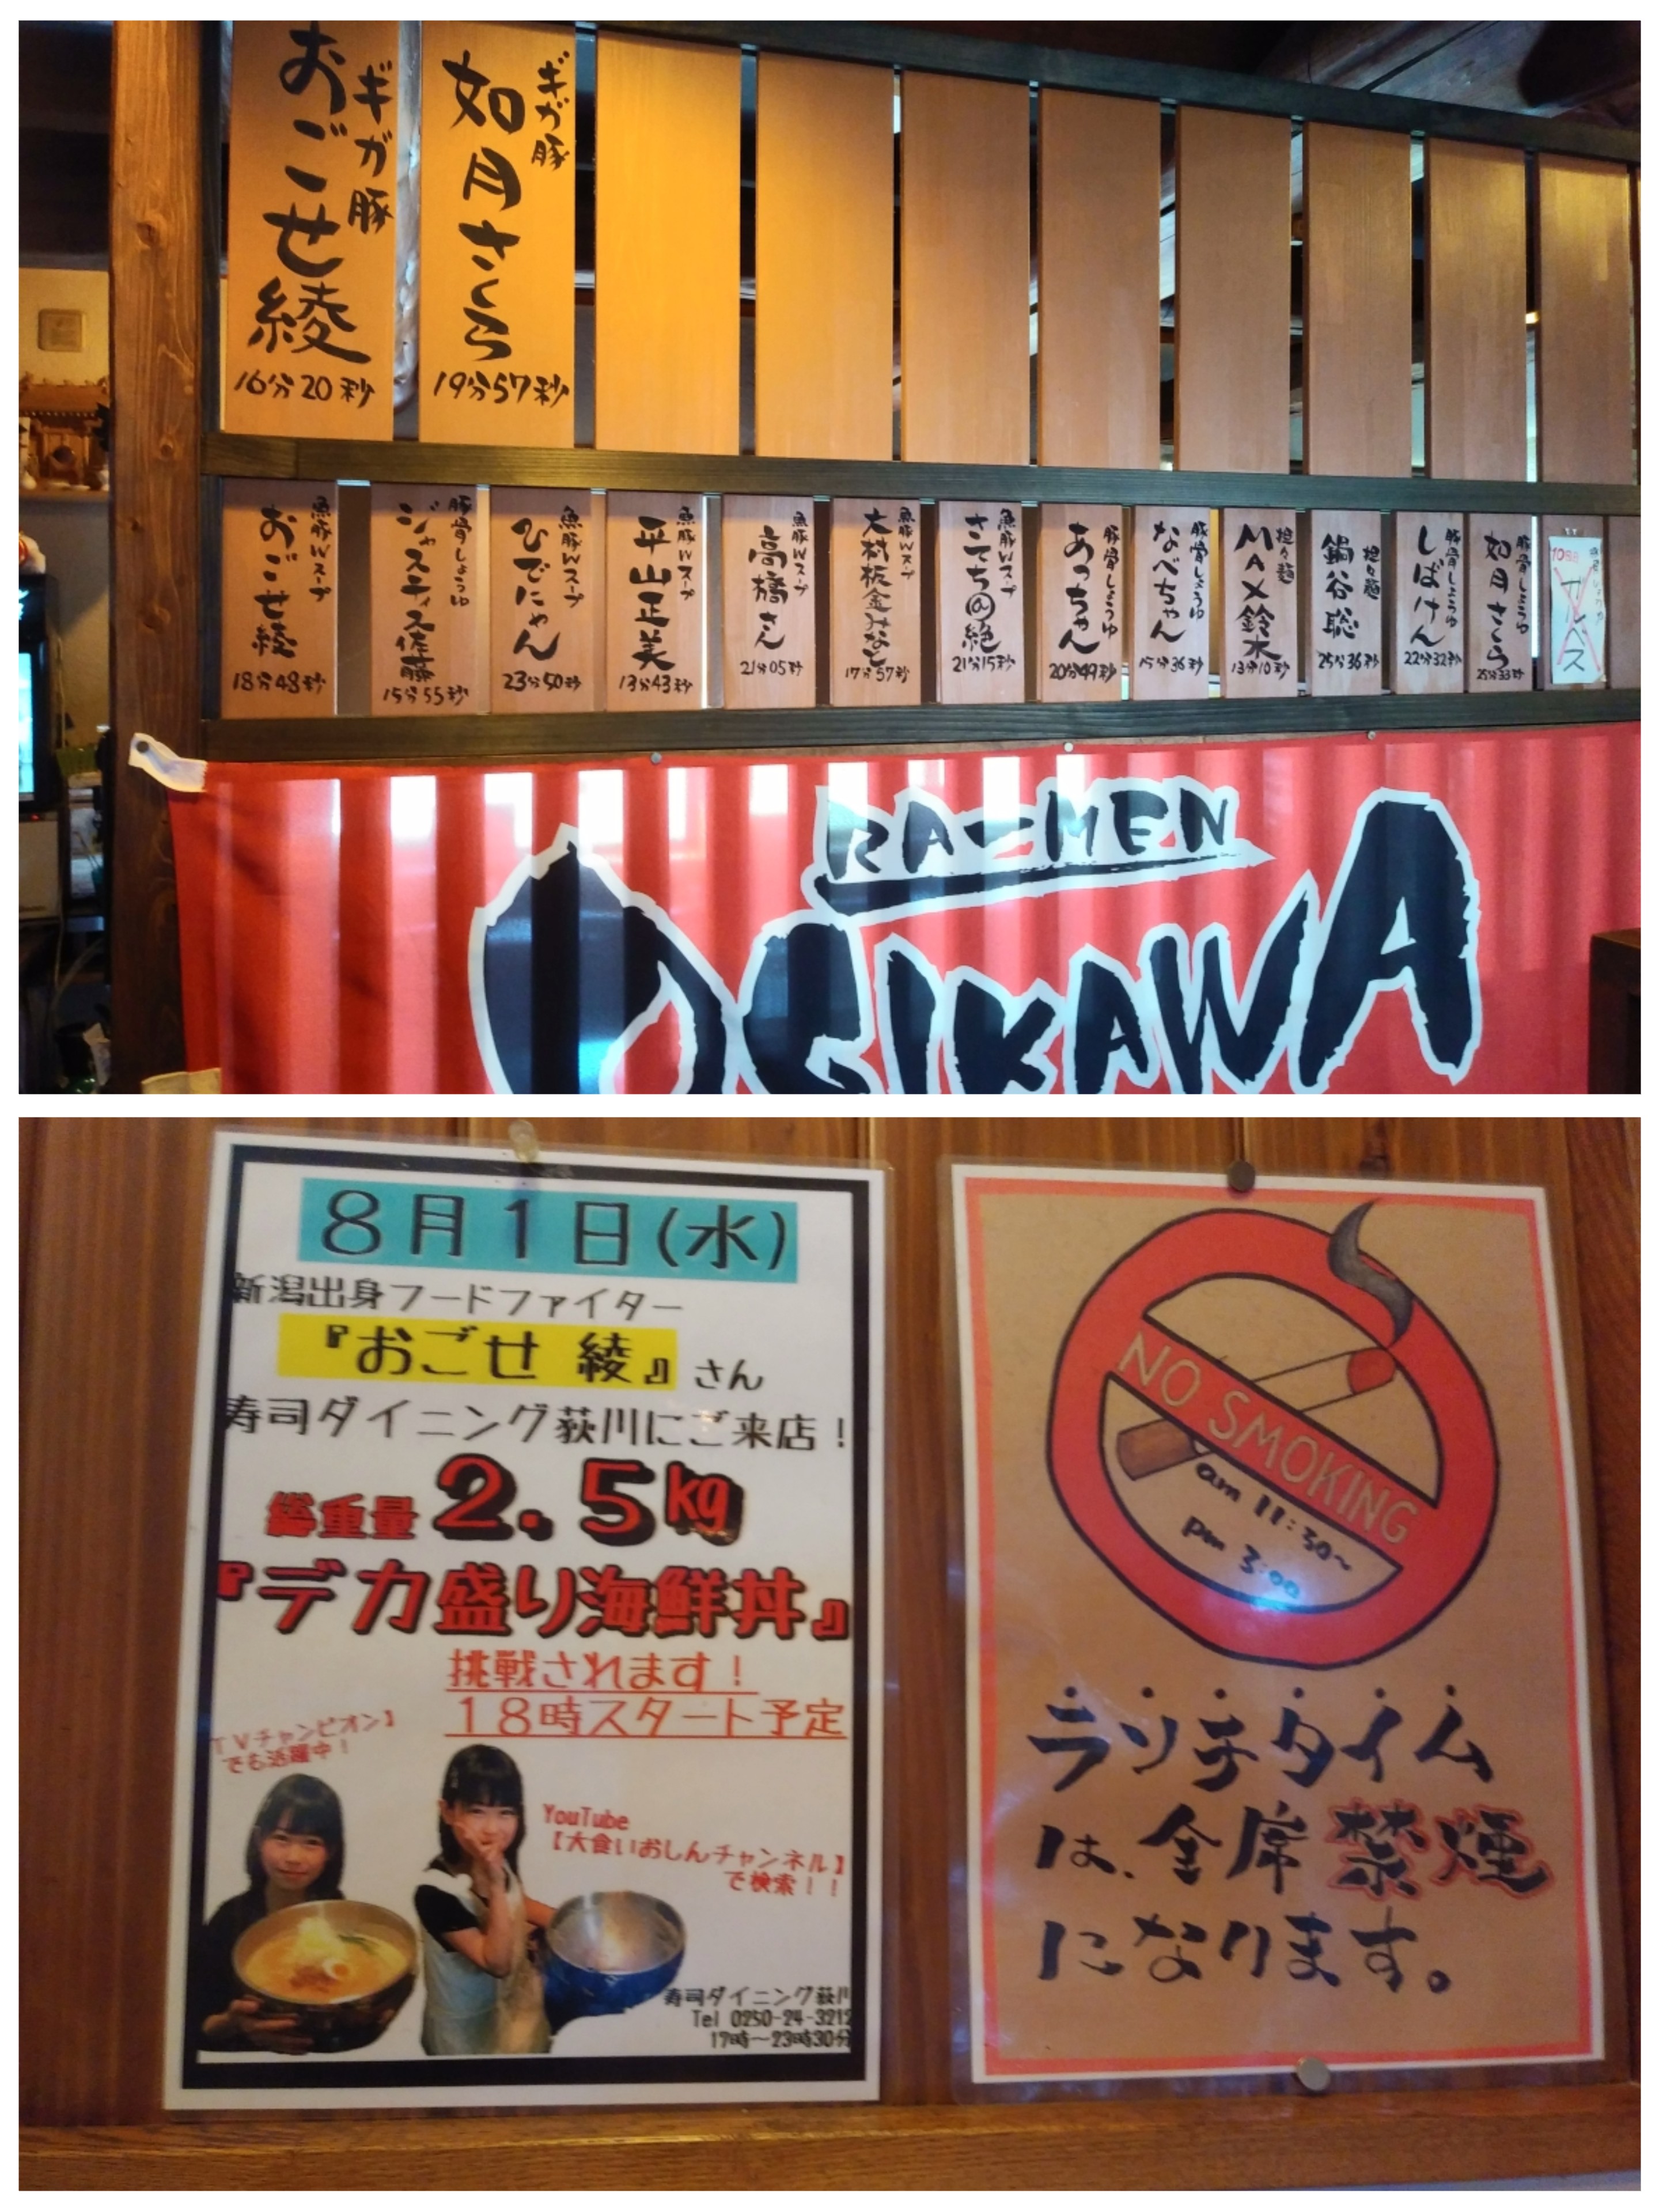 ギガ豚
おごせ綾
16分20秒
ギガ豚
如月さくら
19分57秒
魚豚Wスープ
おごせ綾
18分48秒
豚骨しょうゆ
ジャスティス佐藤
15分55秒
魚豚Wスープ
ひでにゃん
23分50秒
魚豚Wスープ
平山正美
13分43秒
魚豚Wスープ
高橋さん
21分05秒
魚豚Wスープ
大村板金みなと
17分57秒
魚豚Wスープ
さてち@絶
21分15秒
豚骨しょうゆ
あっちゃん
20分49秒
豚骨しょうゆ
なべちゃん
15分36秒
担々麺
MAX鈴木
13分10秒
担々麺
鍋谷聡
25分36秒
豚骨しょうゆ
しばけん
22分32秒
豚骨しょうゆ
如月さくら
25分33秒
カルベス
RA-MEN
OGIKAWA
8月1日(水)
新潟出身フードファイター
『おごせ 綾』さん
寿司ダイニング荻川にご来店！
総重量 2.5kg
『デカ盛り海鮮丼』
挑戦されます！
18時スタート予定
TVチャンピオン】
でも活躍中！
YouTube
【大食いおしんチャンネル】
で検索！！
寿司ダイニング荻川
Tel 0250-24-3212
17時～23時30分
NO SMOKING
am 11:30～
pm 3:00
ランチタイム
は、全席禁煙
になります。